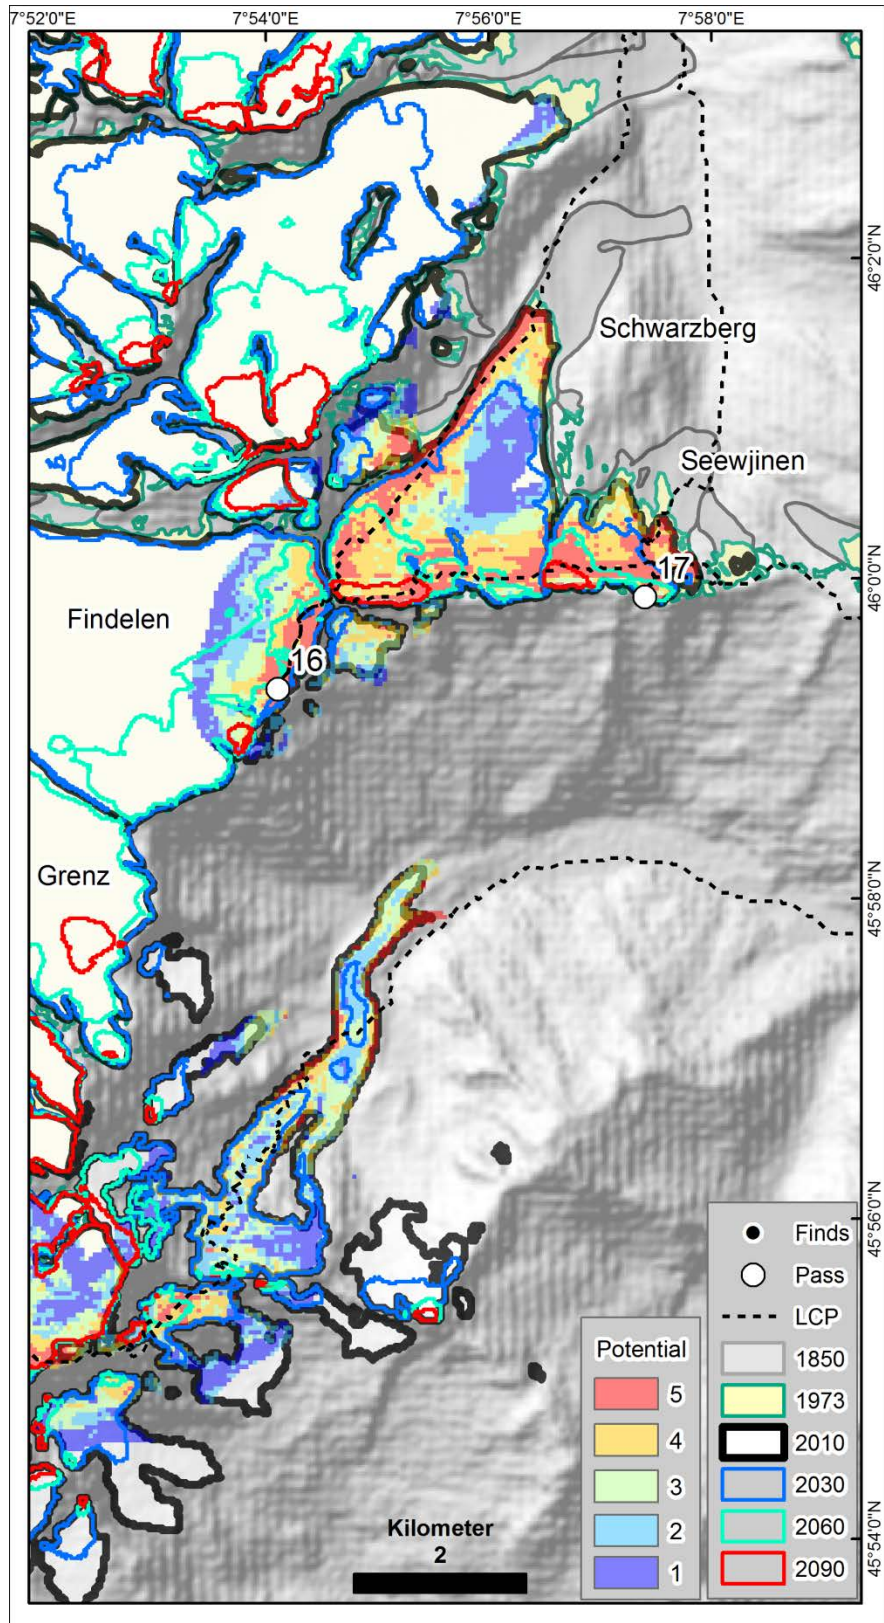 7°52'0"E 7°54'0"E 7°56'0"E 7°58'0"E
46°2'0"N
Schwarzberg
Seewjinen
46°0'0"N
17
Findelen
16
Grenz
45°58'0"N
45°56'0"N
Finds
Pass
LCP
Potential
1850
5
1973
4
2010
3
2030
2
2060
1
2090
Kilometer
2
45°54'0"N